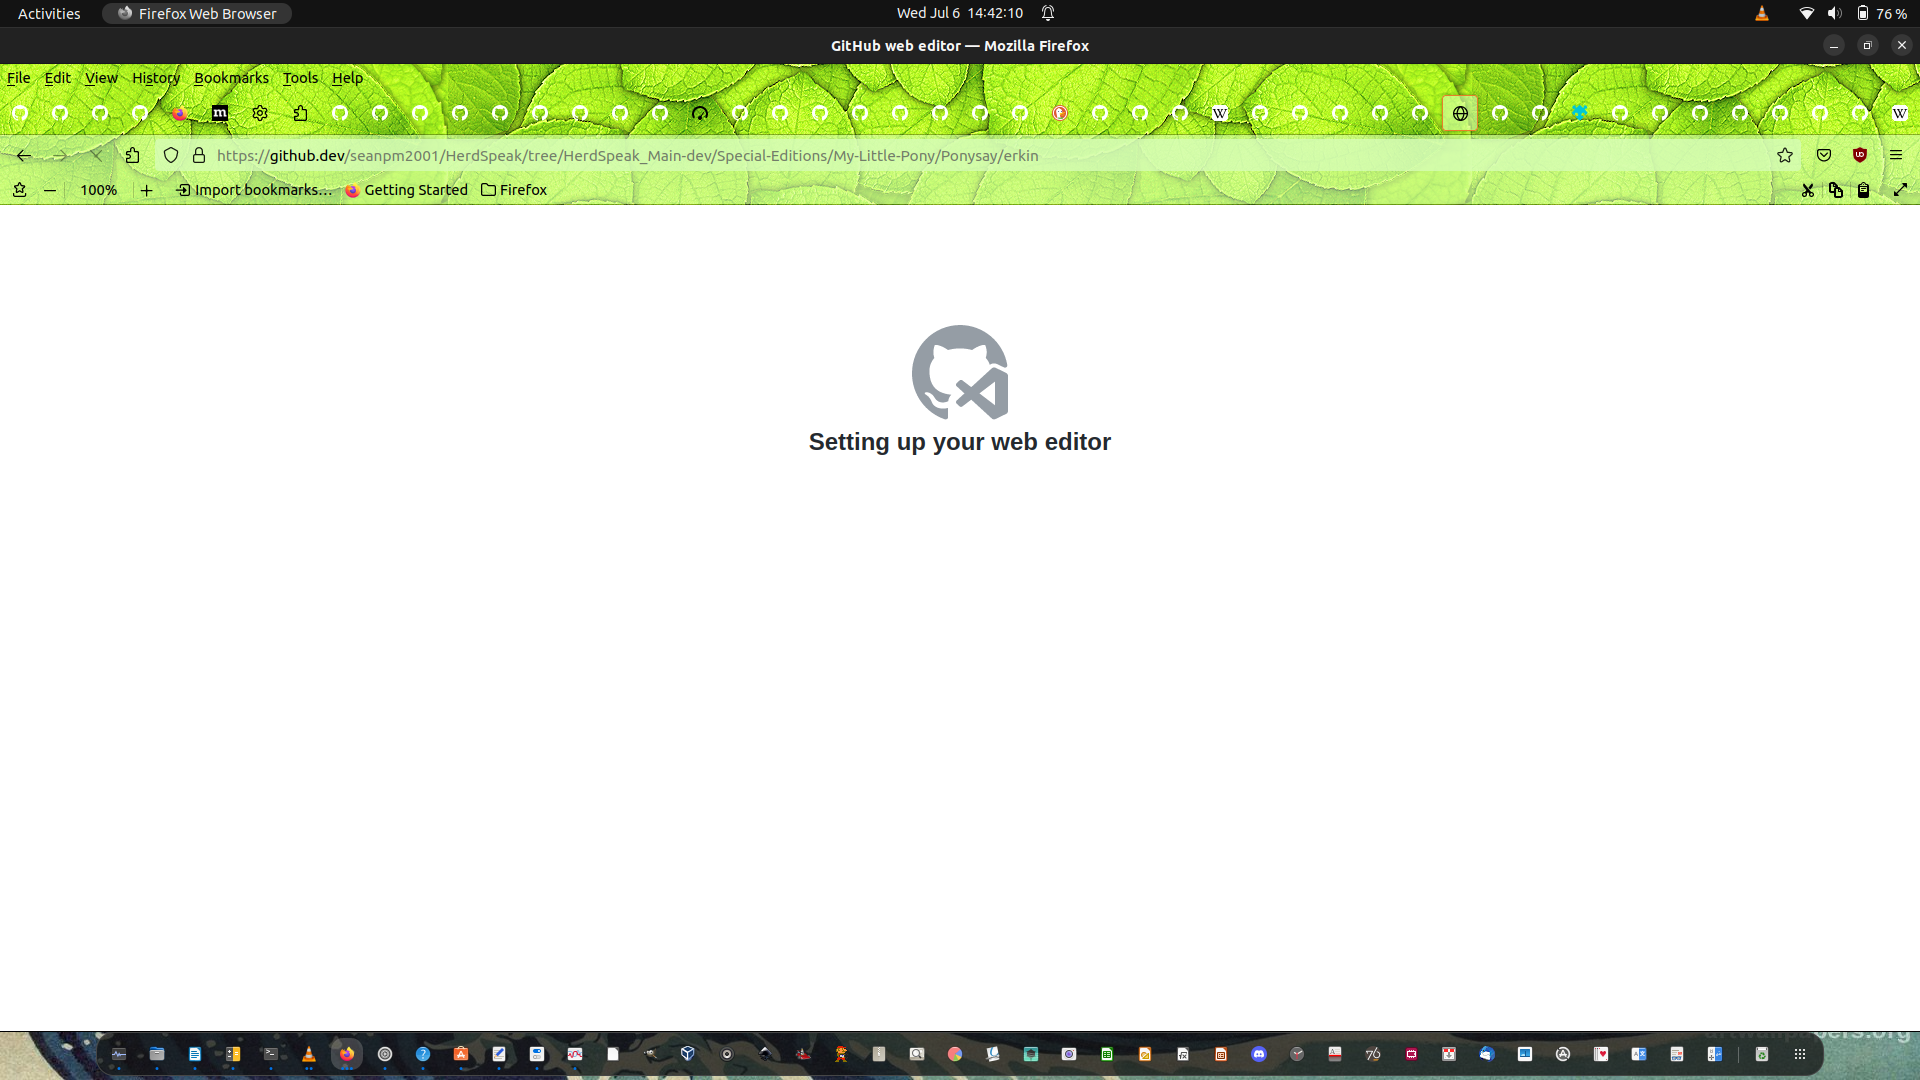 Activities Firefox Web Browser Wed Jul 6 14:42:10 76 %
GitHub web editor — Mozilla Firefox
File Edit View History Bookmarks Tools Help
https://github.dev/seanpm2001/HerdSpeak/tree/HerdSpeak_Main-dev/Special-Editions/My-Little-Pony/Ponysay/erkin
100% Import bookmarks... Getting Started Firefox
Setting up your web editor